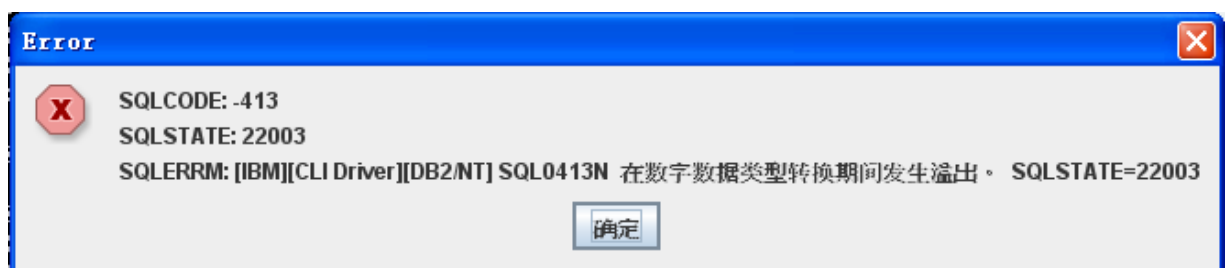 Error
SQLCODE: -413
SQLSTATE: 22003
SQLERRM: [IBM][CLI Driver][DB2/NT] SQL0413N 在数字数据类型转换期间发生溢出。 SQLSTATE=22003
确定